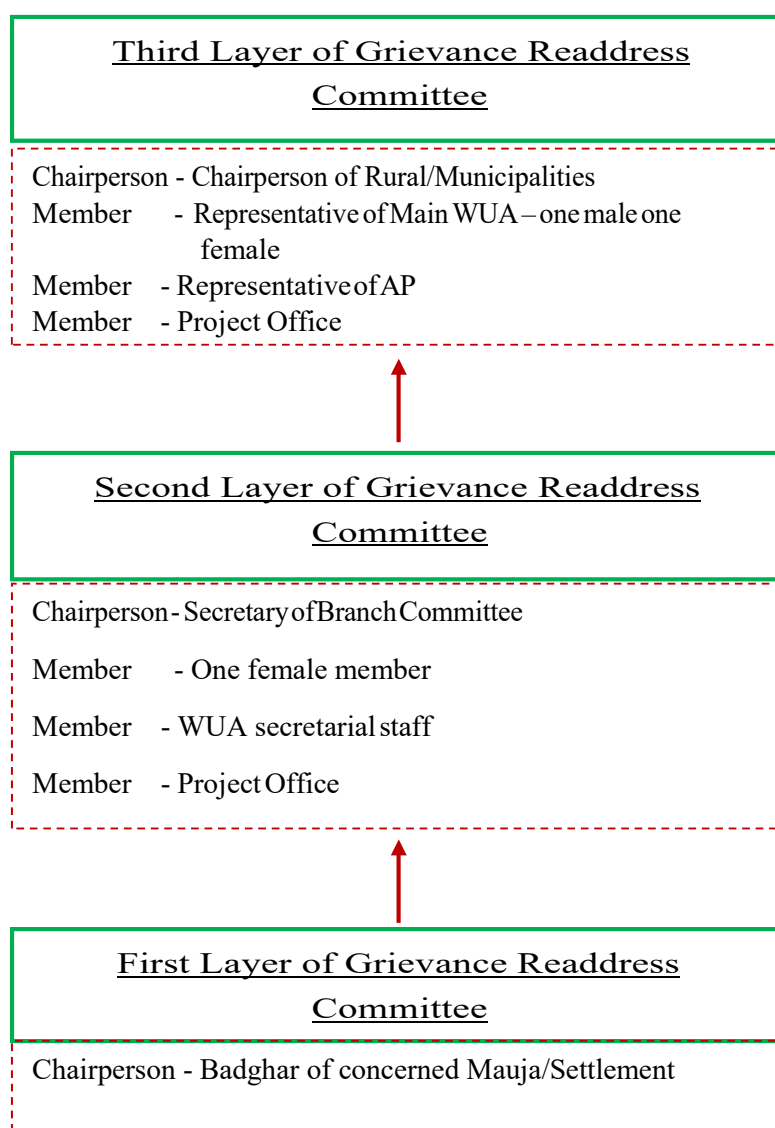 Third Layer of Grievance Readdress
Committee
Chairperson - Chairperson of Rural/Municipalities
Member - Representative of Main WUA – one male one
female
Member - Representative of AP
Member - Project Office
Second Layer of Grievance Readdress
Committee
Chairperson - Secretary of Branch Committee
Member - One female member
Member - WUA secretarial staff
Member - Project Office
First Layer of Grievance Readdress
Committee
Chairperson - Badghar of concerned Mauja/Settlement